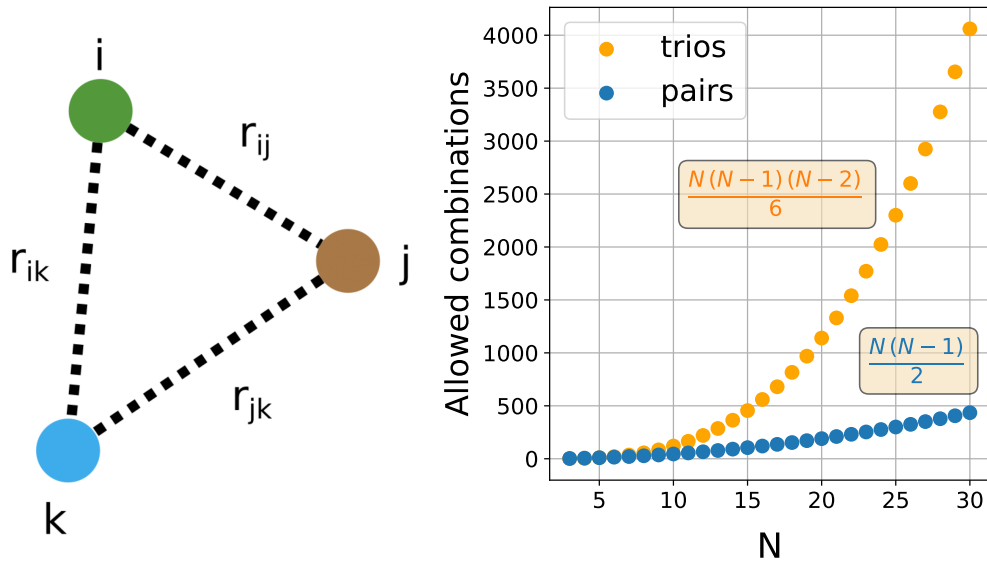 i
r_ij
j
r_ik
r_jk
k
Allowed combinations
4000
3500
3000
2500
2000
1500
1000
500
0
trios
pairs
N (N − 1) (N − 2)
6
N (N − 1)
2
5 10 15 20 25 30
N